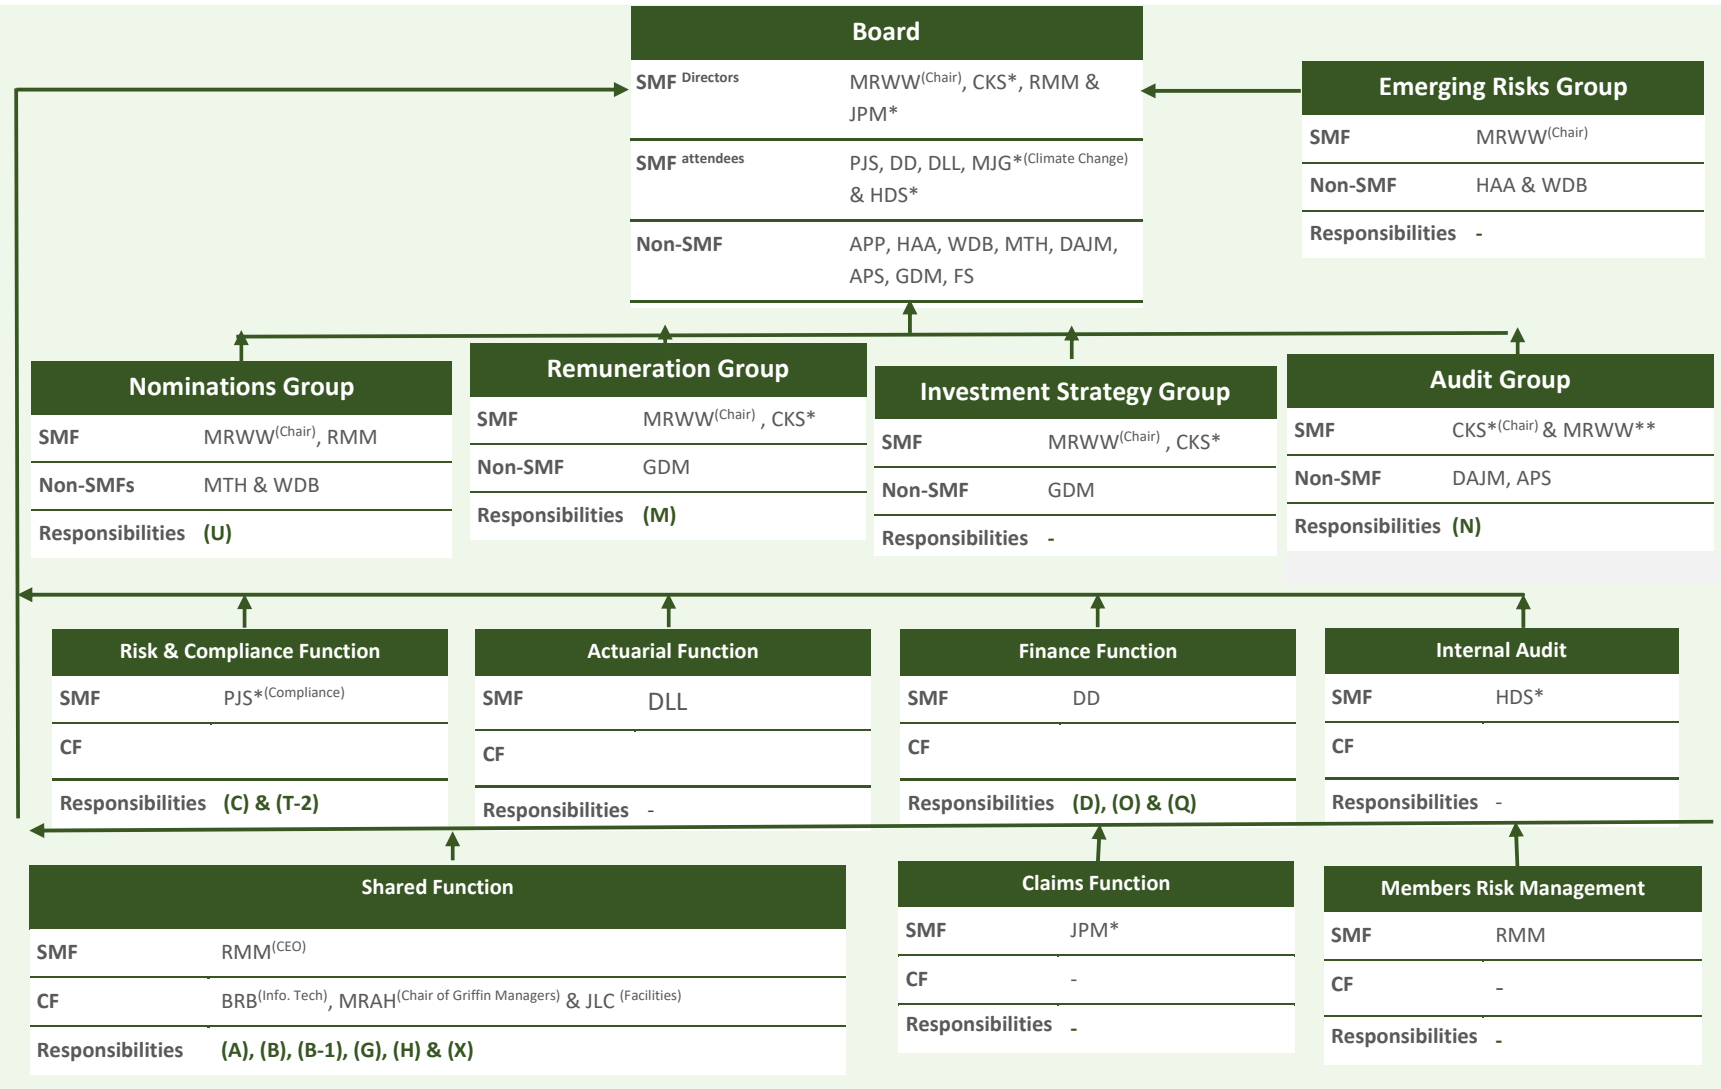 Board
SMF Directors MRWW(Chair), CKS*, RMM &
JPM*
SMF attendees PJS, DD, DLL, MJG*(Climate Change)
& HDS*
Non-SMF APP, HAA, WDB, MTH, DAJM,
APS, GDM, FS
Emerging Risks Group
SMF MRWW(Chair)
Non-SMF HAA & WDB
Responsibilities -
Nominations Group
SMF MRWW(Chair), RMM
Non-SMFs MTH & WDB
Responsibilities (U)
Remuneration Group
SMF MRWW(Chair) , CKS*
Non-SMF GDM
Responsibilities (M)
Investment Strategy Group
SMF MRWW(Chair) , CKS*
Non-SMF GDM
Responsibilities -
Audit Group
SMF CKS*(Chair) & MRWW**
Non-SMF DAJM, APS
Responsibilities (N)
Risk & Compliance Function
SMF PJS*(Compliance)
CF
Responsibilities (C) & (T-2)
Actuarial Function
SMF DLL
CF
Responsibilities -
Finance Function
SMF DD
CF
Responsibilities (D), (O) & (Q)
Internal Audit
SMF HDS*
CF
Responsibilities -
Shared Function
SMF RMM(CEO)
CF BRB(Info. Tech), MRAH(Chair of Griffin Managers) & JLC (Facilities)
Responsibilities (A), (B), (B-1), (G), (H) & (X)
Claims Function
SMF JPM*
CF -
Responsibilities -
Members Risk Management
SMF RMM
CF -
Responsibilities -